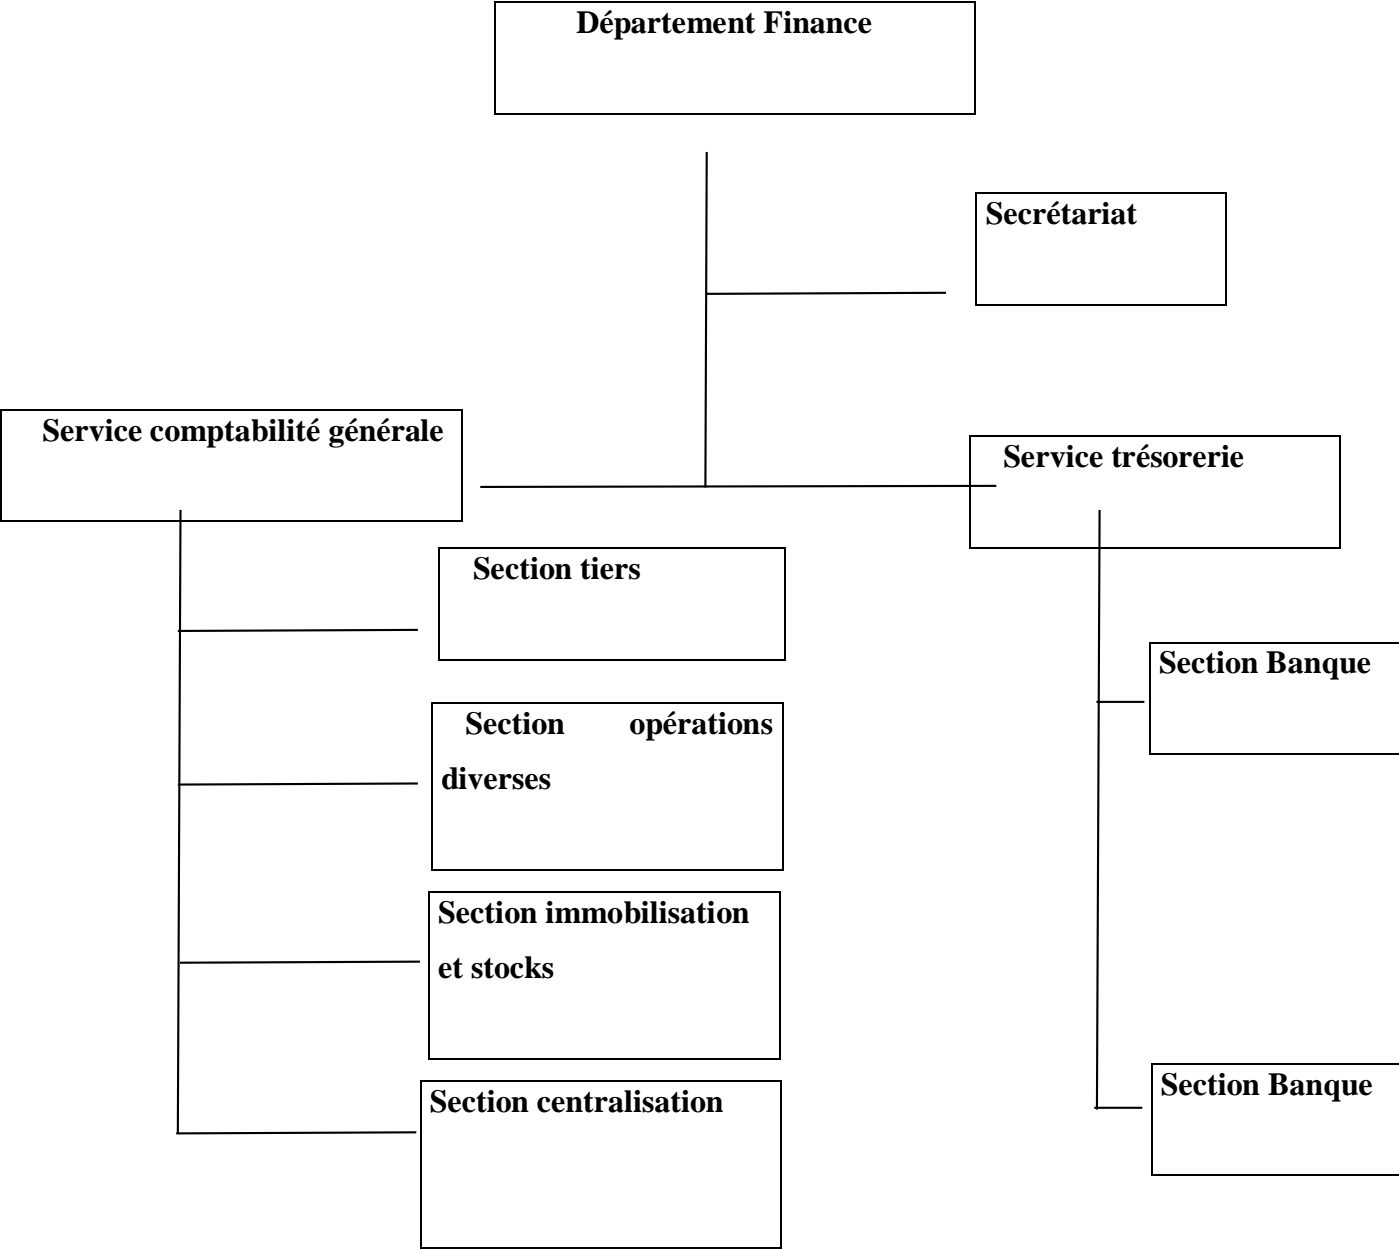 Département Finance
Secrétariat
Service comptabilité générale
Service trésorerie
Section tiers
Section Banque
Section opérations
diverses
Section immobilisation
et stocks
Section centralisation
Section Banque